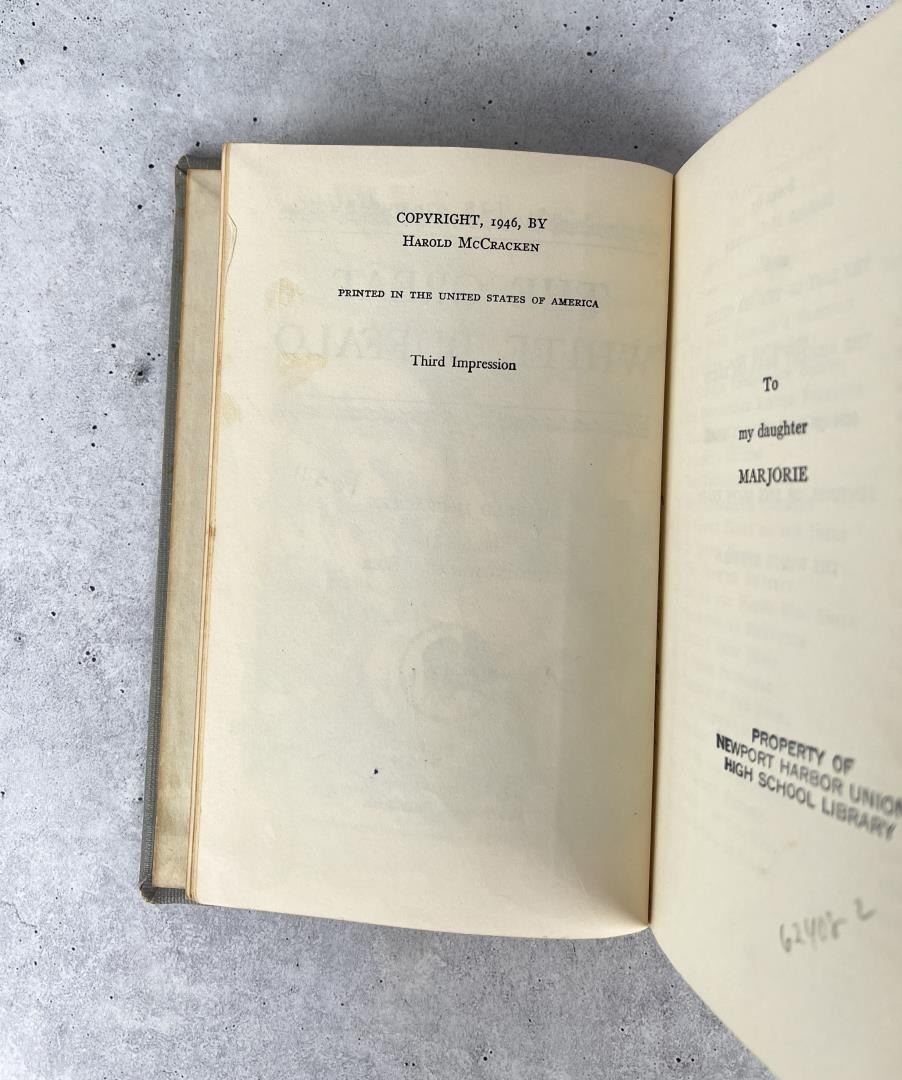 COPYRIGHT, 1946, BY
HAROLD MCCRACKEN
PRINTED IN THE UNITED STATES OF AMERICA
Third Impression
To
my daughter
MARJORIE
PROPERTY OF
NEWPORT HARBOR UNION
HIGH SCHOOL LIBRARY